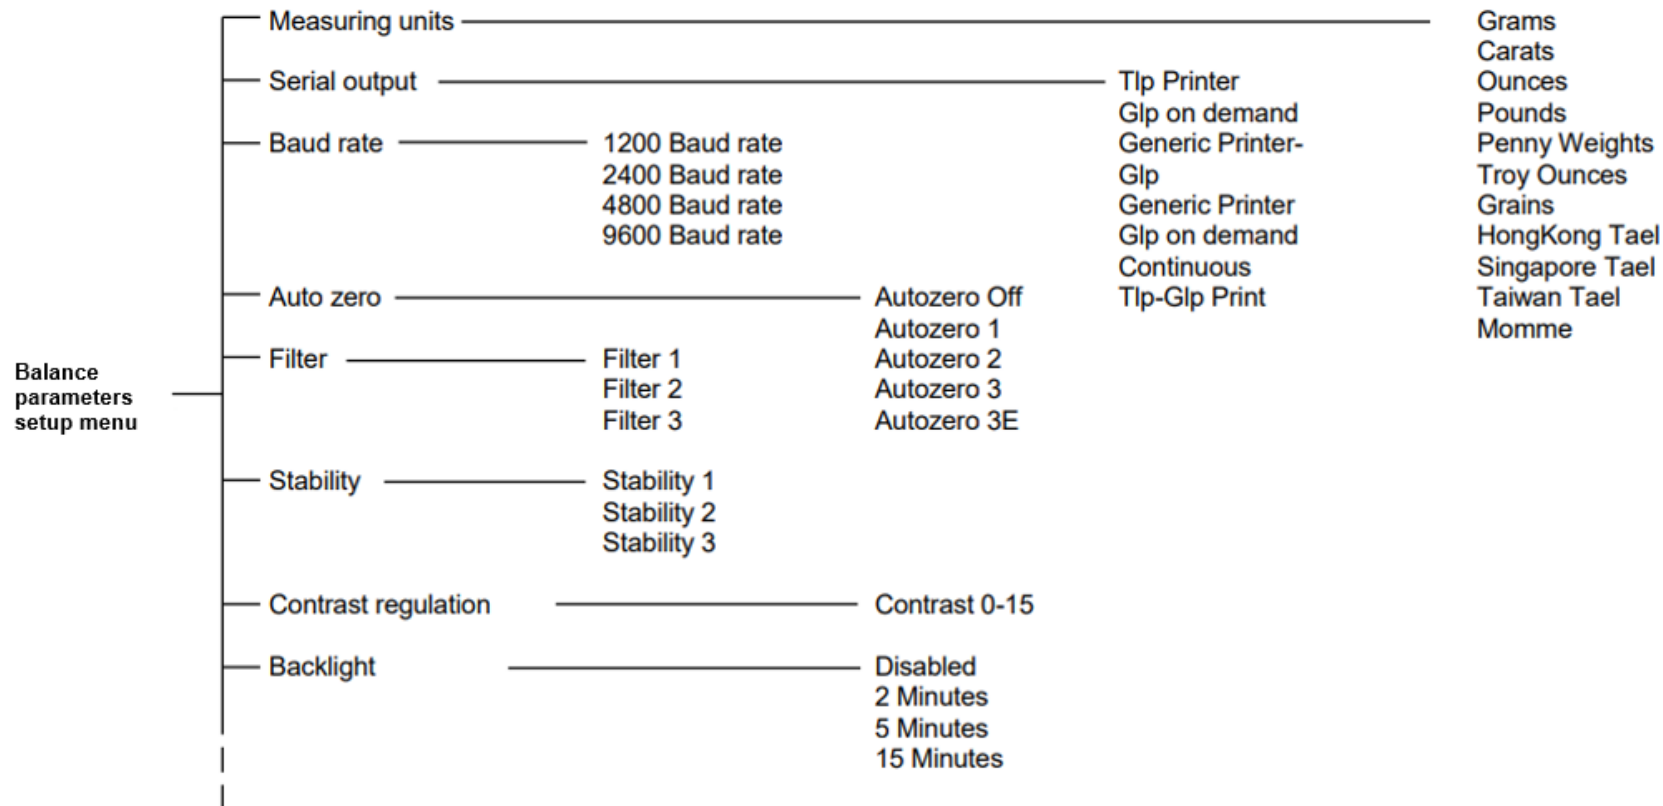 Balance
parameters
setup menu
Measuring units
Grams
Carats
Ounces
Pounds
Penny Weights
Troy Ounces
Grains
HongKong Tael
Singapore Tael
Taiwan Tael
Momme
Serial output
Tlp Printer
Glp on demand
Generic Printer-
Glp
Generic Printer
Glp on demand
Continuous
Tlp-Glp Print
Baud rate
1200 Baud rate
2400 Baud rate
4800 Baud rate
9600 Baud rate
Auto zero
Autozero Off
Autozero 1
Autozero 2
Autozero 3
Autozero 3E
Filter
Filter 1
Filter 2
Filter 3
Stability
Stability 1
Stability 2
Stability 3
Contrast regulation
Contrast 0-15
Backlight
Disabled
2 Minutes
5 Minutes
15 Minutes